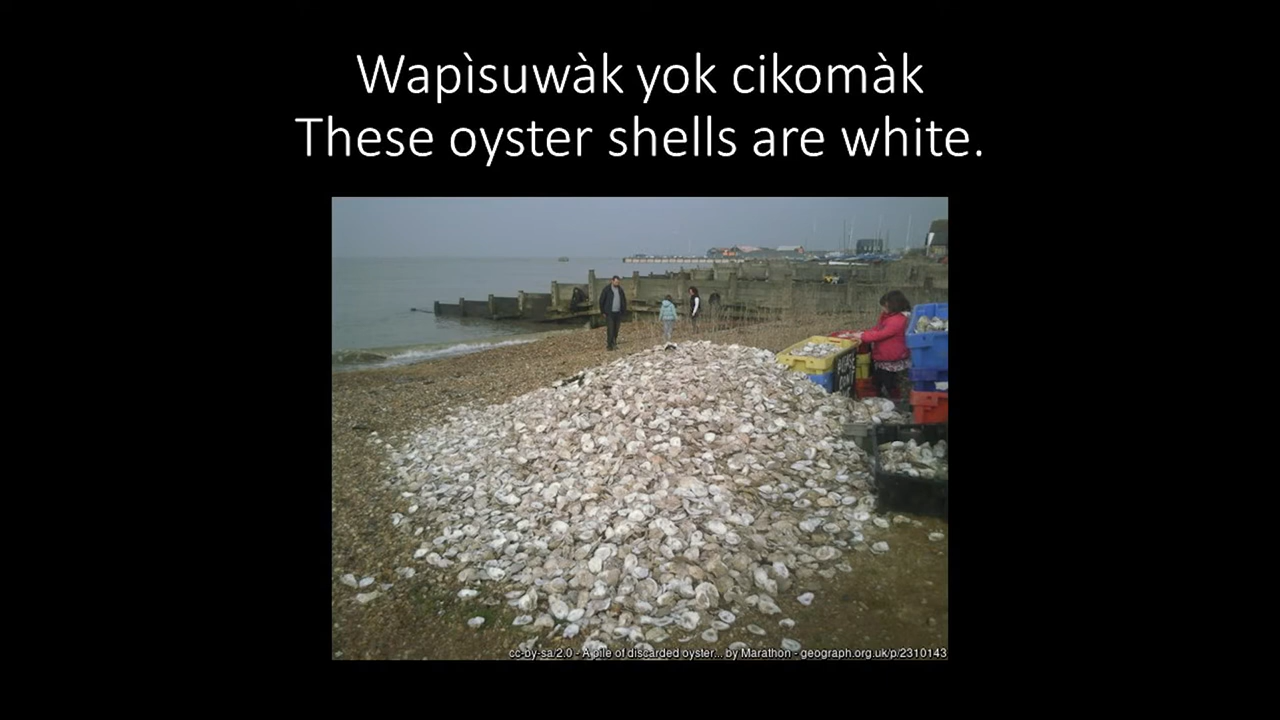 Wapìsuwàk yok cikomàk
These oyster shells are white.
cc-by-sa/2.0 - A pile of discarded oyster... by Marathon - geograph.org.uk/p/2310143